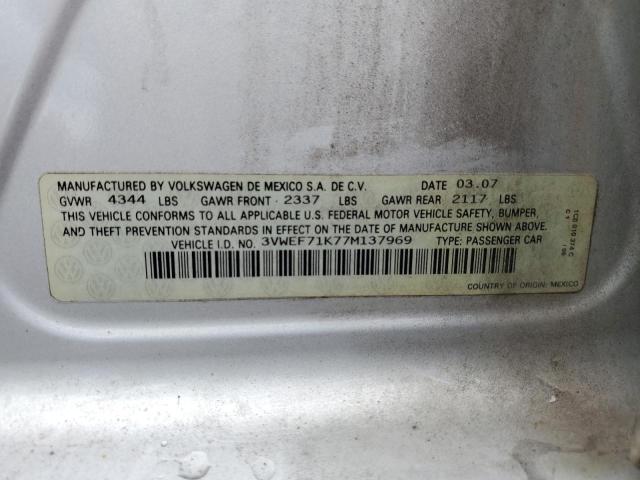 MANUFACTURED BY VOLKSWAGEN DE MEXICO S.A. DE C.V. DATE 03.07
GVWR 4344 LBS GAWR FRONT 2337 LBS GAWR REAR 2117 LBS
THIS VEHICLE CONFORMS TO ALL APPLICABLE U.S. FEDERAL MOTOR VEHICLE SAFETY, BUMPER,
AND THEFT PREVENTION STANDARDS IN EFFECT ON THE DATE OF MANUFACTURE SHOWN ABOVE.
VEHICLE I.D. NO. 3VWEF71K77M137969 TYPE: PASSENGER CAR
COUNTRY OF ORIGIN: MEXICO